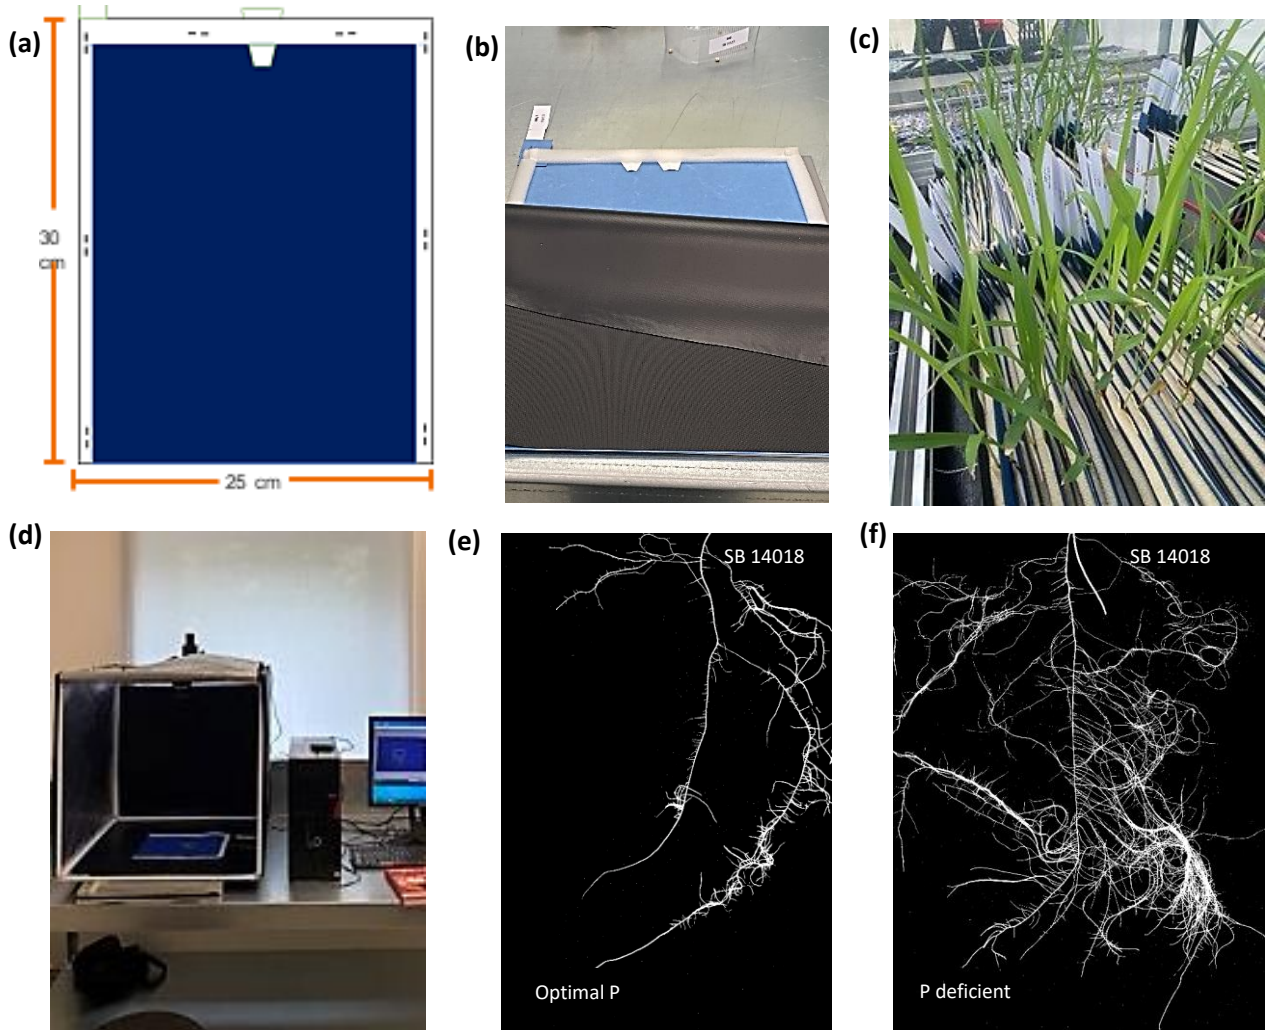 (a)
30
cm
25 cm
(b)
(c)
(d)
(e)
SB 14018
Optimal P
(f)
SB 14018
P deficient